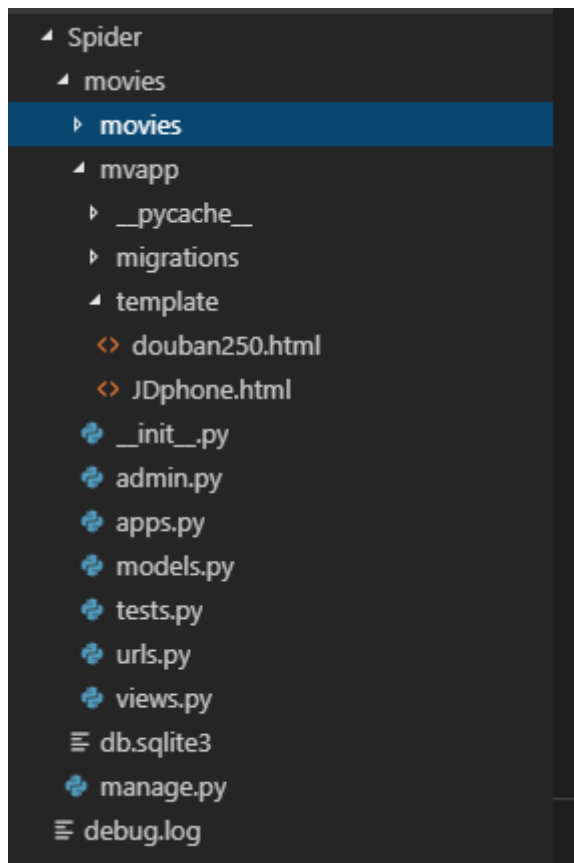 Spider
movies
movies
mvapp
__pycache__
migrations
template
douban250.html
JDphone.html
__init__.py
admin.py
apps.py
models.py
tests.py
urls.py
views.py
db.sqlite3
manage.py
debug.log